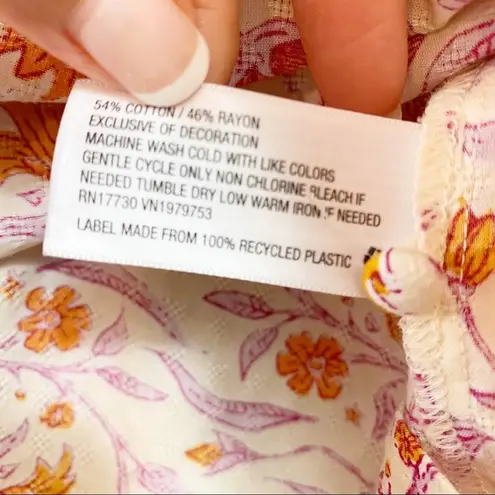 54% COTTON / 46% RAYON
EXCLUSIVE OF DECORATION
MACHINE WASH COLD WITH LIKE COLORS
GENTLE CYCLE ONLY NON CHLORINE BLEACH IF
NEEDED TUMBLE DRY LOW WARM IRON IF NEEDED
RN17730 VN1979753
LABEL MADE FROM 100% RECYCLED PLASTIC